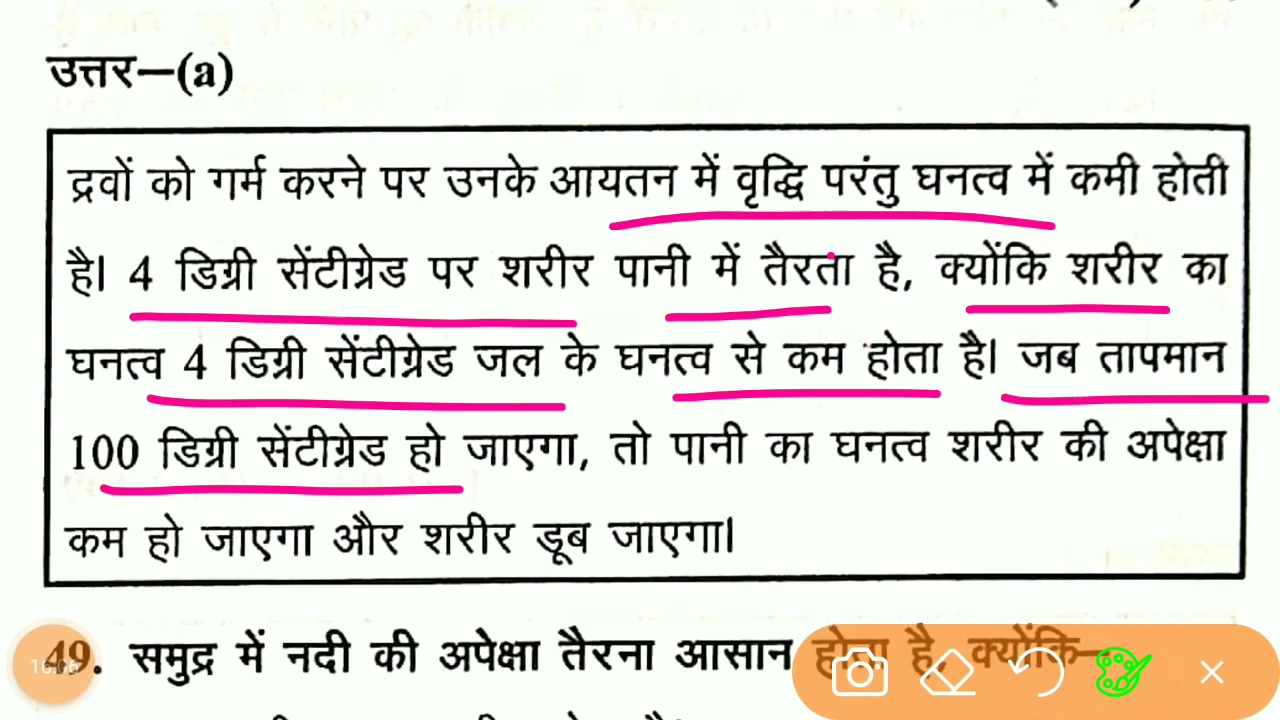 उत्तर–(a)
द्रवों को गर्म करने पर उनके आयतन में वृद्धि परंतु घनत्व में कमी होती
है। 4 डिग्री सेंटीग्रेड पर शरीर पानी में तैरता है, क्योंकि शरीर का
घनत्व 4 डिग्री सेंटीग्रेड जल के घनत्व से कम होता है। जब तापमान
100 डिग्री सेंटीग्रेड हो जाएगा, तो पानी का घनत्व शरीर की अपेक्षा
कम हो जाएगा और शरीर डूब जाएगा।
49. समुद्र में नदी की अपेक्षा तैरना आसान होता है, क्योंकि–
16:06